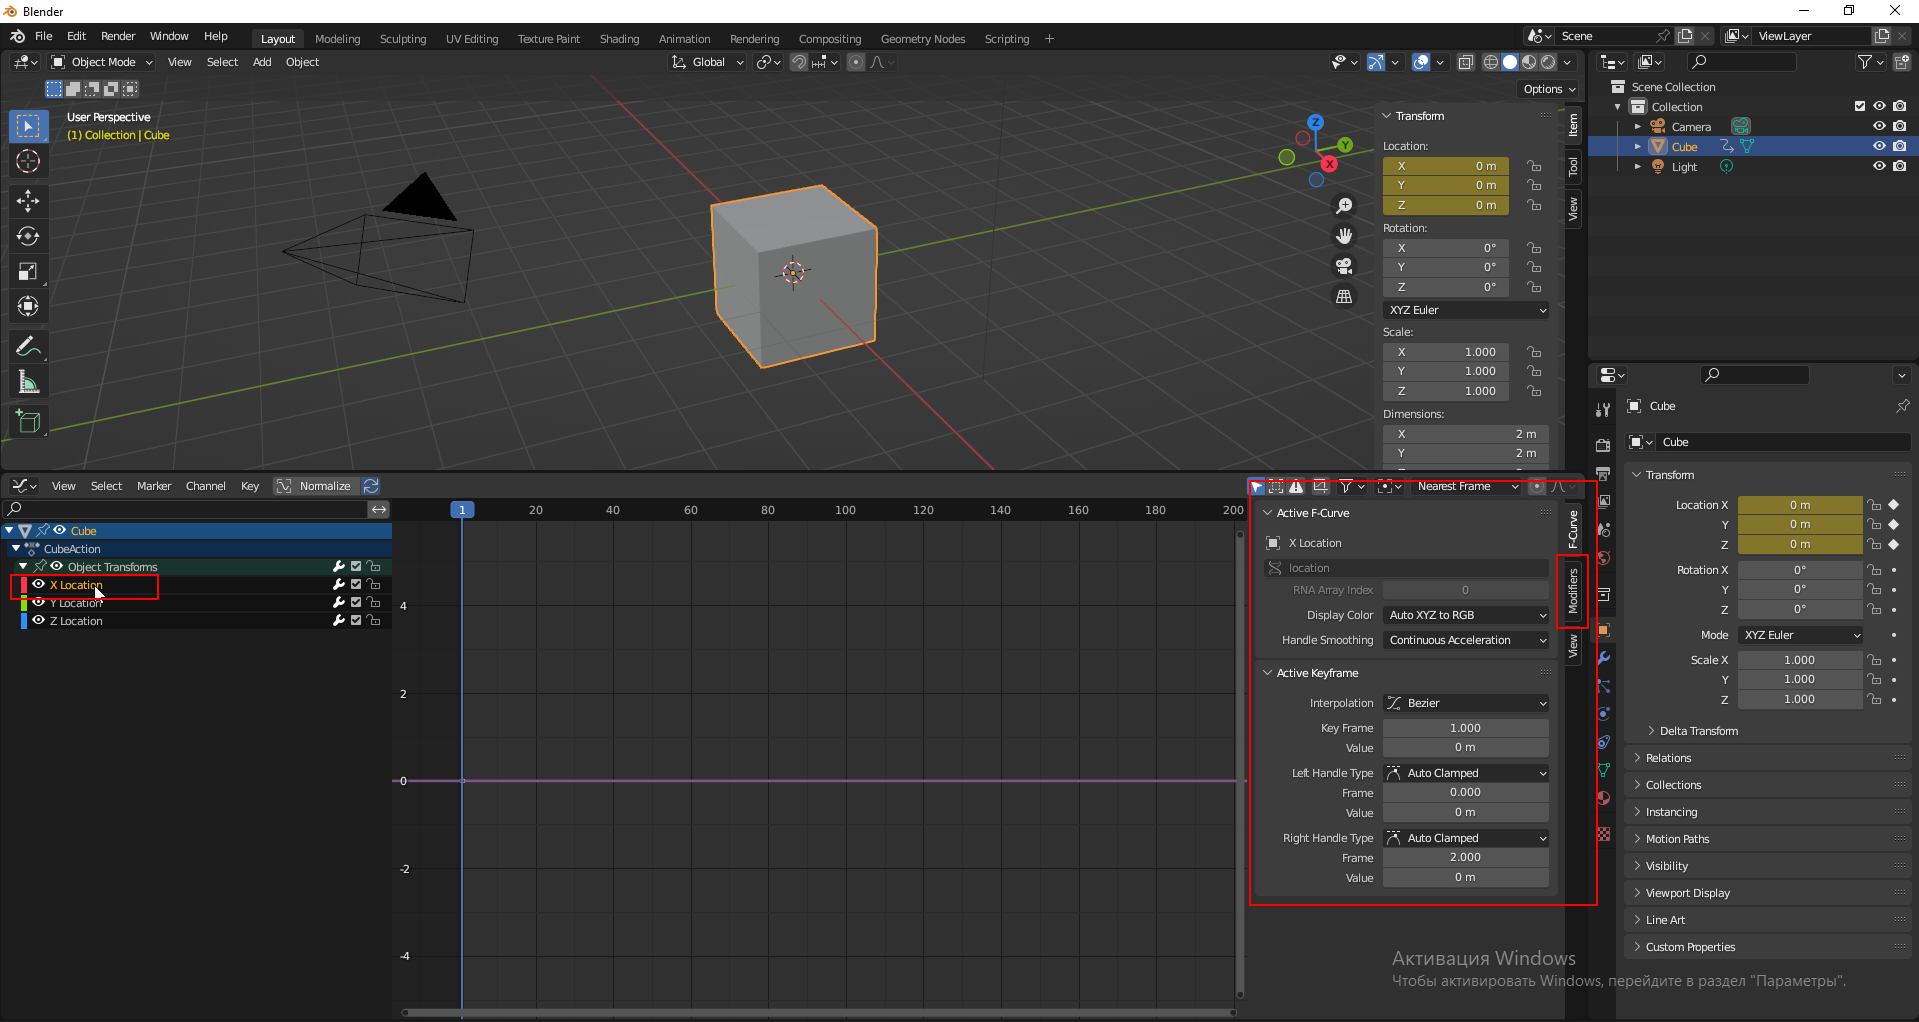 Blender
File Edit Render Window Help Layout Modeling Sculpting UV Editing Texture Paint Shading Animation Rendering Compositing Geometry Nodes Scripting + Scene ViewLayer
Object Mode View Select Add Object Global
Options
User Perspective
(1) Collection | Cube
Z
Y
X
Transform
Location:
X 0 m
Y 0 m
Z 0 m
Rotation:
X 0°
Y 0°
Z 0°
XYZ Euler
Scale:
X 1.000
Y 1.000
Z 1.000
Dimensions:
X 2 m
Y 2 m
Item
Tool
View
Scene Collection
Collection
Camera
Cube
Light
Cube
Cube
Transform
Location X 0 m
Y 0 m
Z 0 m
Rotation X 0°
Y 0°
Z 0°
Mode XYZ Euler
Scale X 1.000
Y 1.000
Z 1.000
Delta Transform
Relations
Collections
Instancing
Motion Paths
Visibility
Viewport Display
Line Art
Custom Properties
View Select Marker Channel Key Normalize Nearest Frame
1 20 40 60 80 100 120 140 160 180 200
Cube
CubeAction
Object Transforms
X Location
Y Location
Z Location
4
2
0
-2
-4
Active F-Curve
X Location
location
RNA Array Index 0
Display Color Auto XYZ to RGB
Handle Smoothing Continuous Acceleration
Active Keyframe
Interpolation Bezier
Key Frame 1.000
Value 0 m
Left Handle Type Auto Clamped
Frame 0.000
Value 0 m
Right Handle Type Auto Clamped
Frame 2.000
Value 0 m
F-Curve
Modifiers
View
Активация Windows
Чтобы активировать Windows, перейдите в раздел "Параметры".